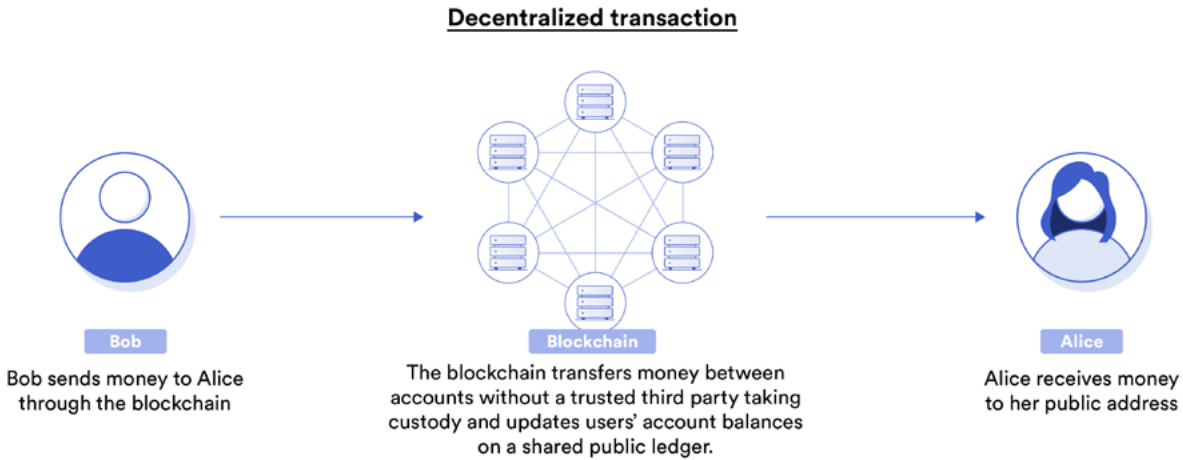 Decentralized transaction
Bob
Bob sends money to Alice
through the blockchain
Blockchain
The blockchain transfers money between
accounts without a trusted third party taking
custody and updates users’ account balances
on a shared public ledger.
Alice
Alice receives money
to her public address